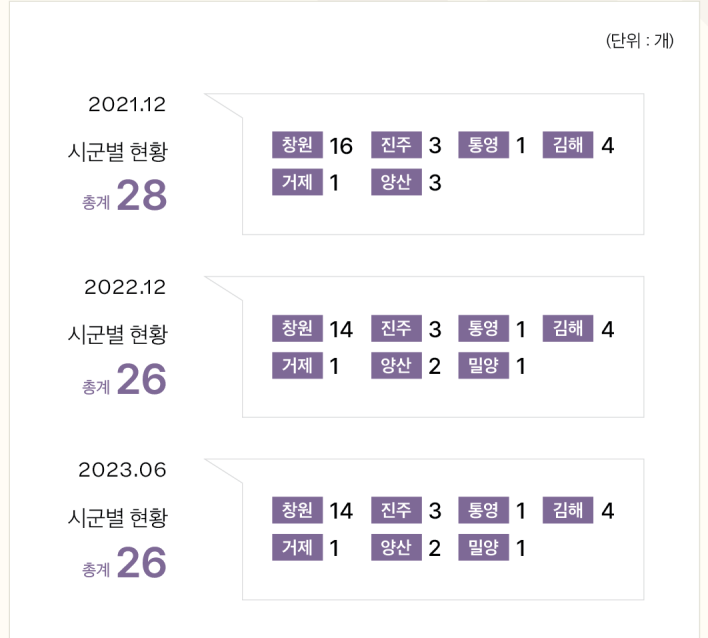 (단위 : 개)
2021.12
시군별 현황
총계 28
창원 16 진주 3 통영 1 김해 4
거제 1 양산 3
2022.12
시군별 현황
총계 26
창원 14 진주 3 통영 1 김해 4
거제 1 양산 2 밀양 1
2023.06
시군별 현황
총계 26
창원 14 진주 3 통영 1 김해 4
거제 1 양산 2 밀양 1